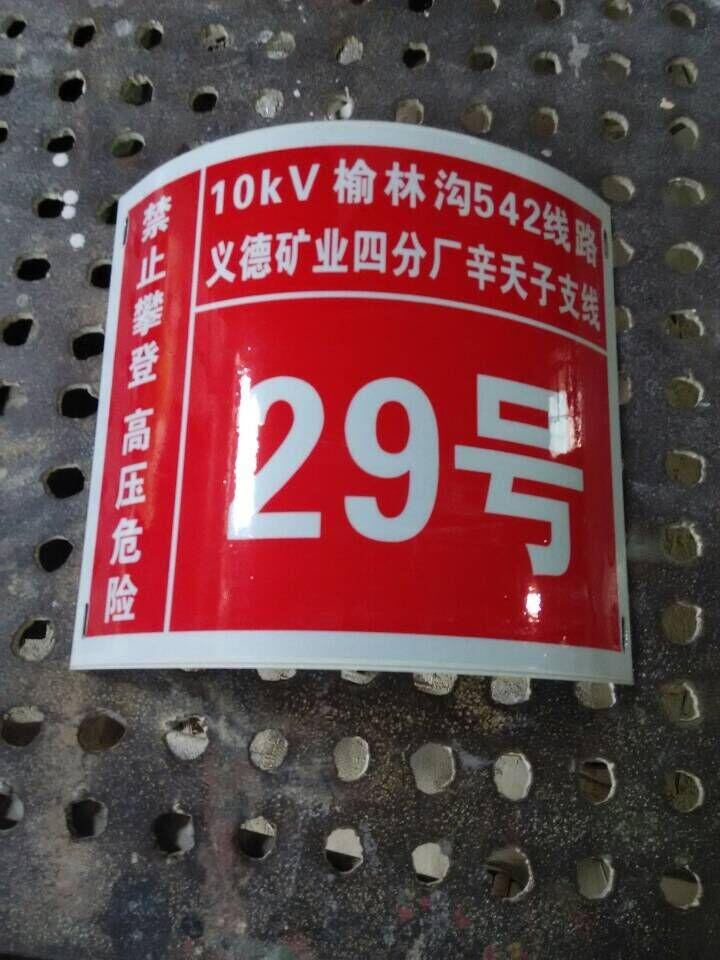 10kV 榆林沟542线路
义德矿业四分厂辛天子支线
29号
禁止攀登 高压危险